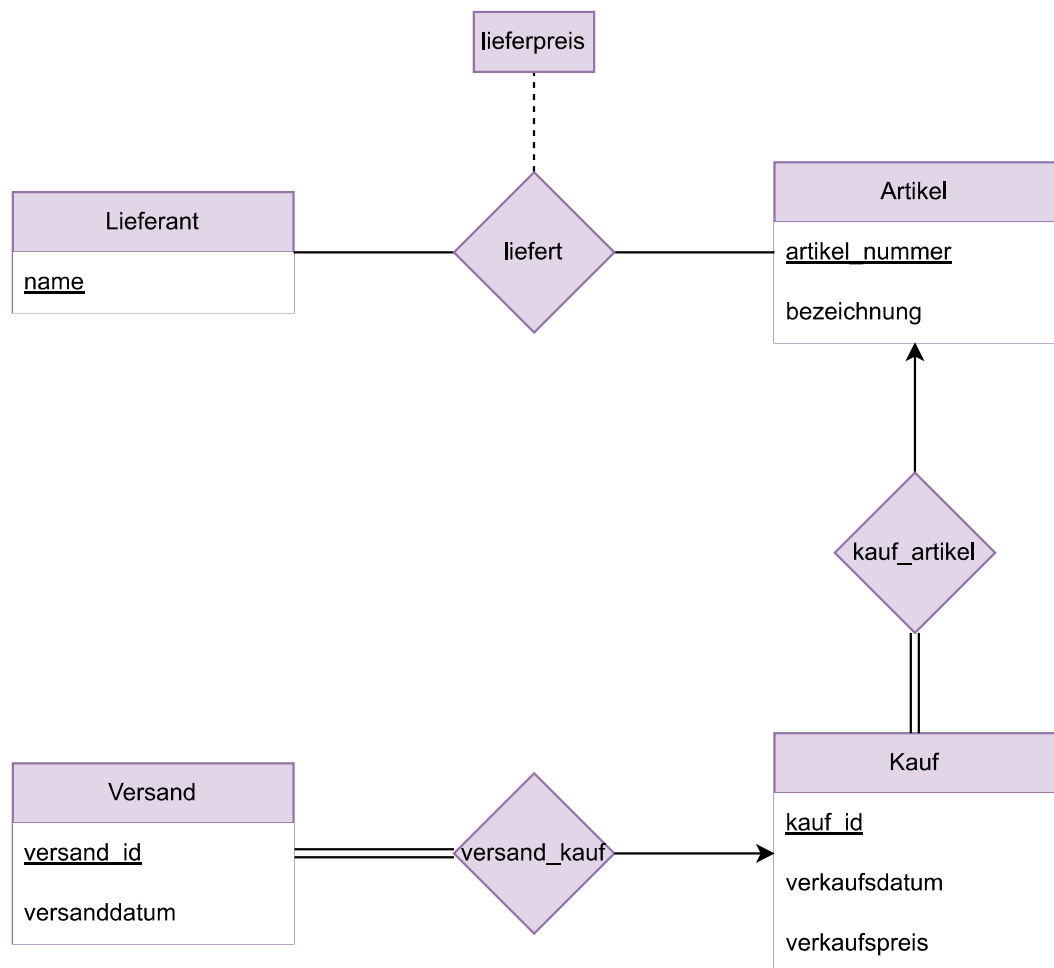 lieferpreis
Lieferant
name
liefert
Artikel
artikel_nummer
bezeichnung
kauf_artikel
Versand
versand_id
versanddatum
versand_kauf
Kauf
kauf_id
verkaufsdatum
verkaufspreis